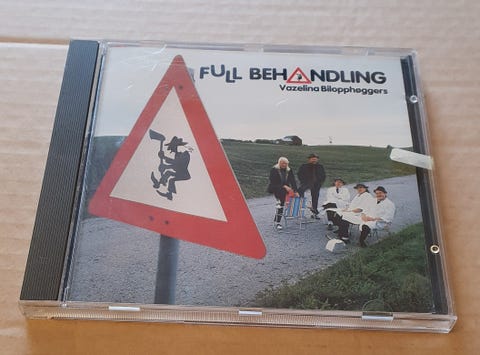 FULL BEHANDLING
Vazelina Bilopphøggers